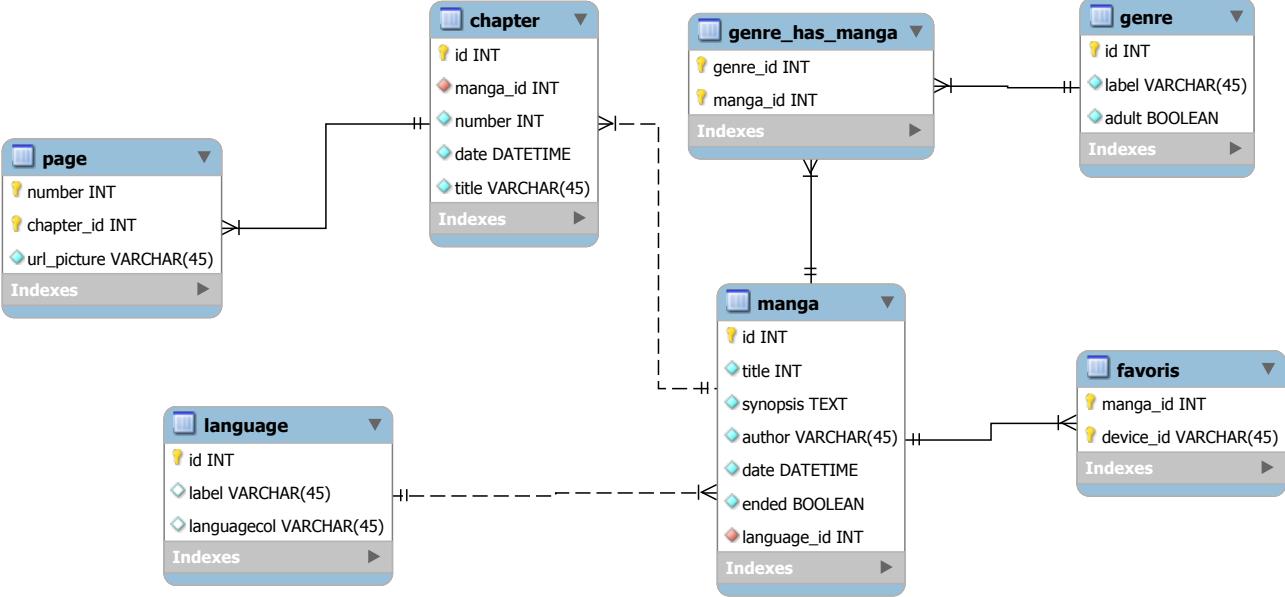 chapter
id INT
manga_id INT
number INT
date DATETIME
title VARCHAR(45)
Indexes
genre_has_manga
genre_id INT
manga_id INT
Indexes
genre
id INT
label VARCHAR(45)
adult BOOLEAN
Indexes
page
number INT
chapter_id INT
url_picture VARCHAR(45)
Indexes
manga
id INT
title INT
synopsis TEXT
author VARCHAR(45)
date DATETIME
ended BOOLEAN
language_id INT
Indexes
favoris
manga_id INT
device_id VARCHAR(45)
Indexes
language
id INT
label VARCHAR(45)
languagecol VARCHAR(45)
Indexes